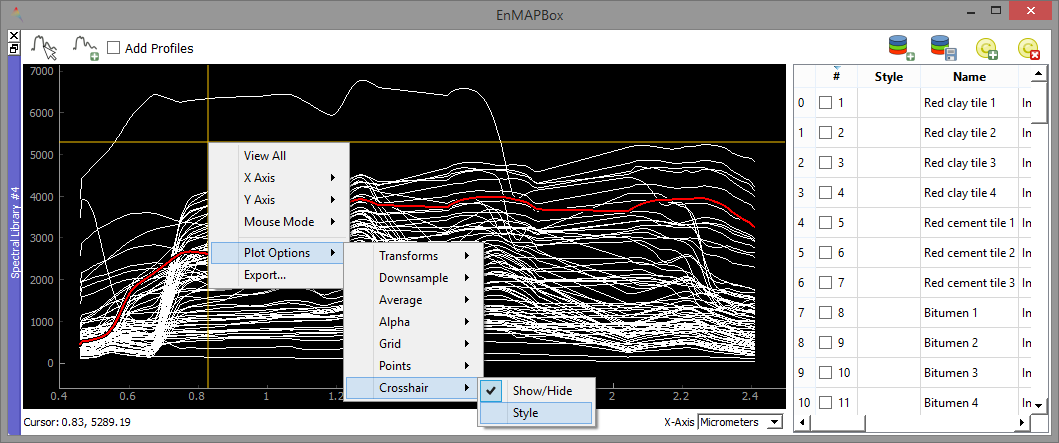 EnMAPBox
Add Profiles
Spectral Library #4
7000
6000
5000
4000
3000
2000
1000
0
0.4 0.6 0.8 1 1.2 2 2.2 2.4
View All
X Axis
Y Axis
Mouse Mode
Plot Options
Export...
Transforms
Downsample
Average
Alpha
Grid
Points
Crosshair
Show/Hide
Style
Cursor: 0.83, 5289.19
X-Axis Micrometers
# Style Name
0 1 Red clay tile 1 In
1 2 Red clay tile 2 In
2 3 Red clay tile 3 In
3 4 Red clay tile 4 In
4 5 Red cement tile 1 In
5 6 Red cement tile 2 In
6 7 Red cement tile 3 In
7 8 Bitumen 1 In
8 9 Bitumen 2 In
9 10 Bitumen 3 In
10 11 Bitumen 4 In